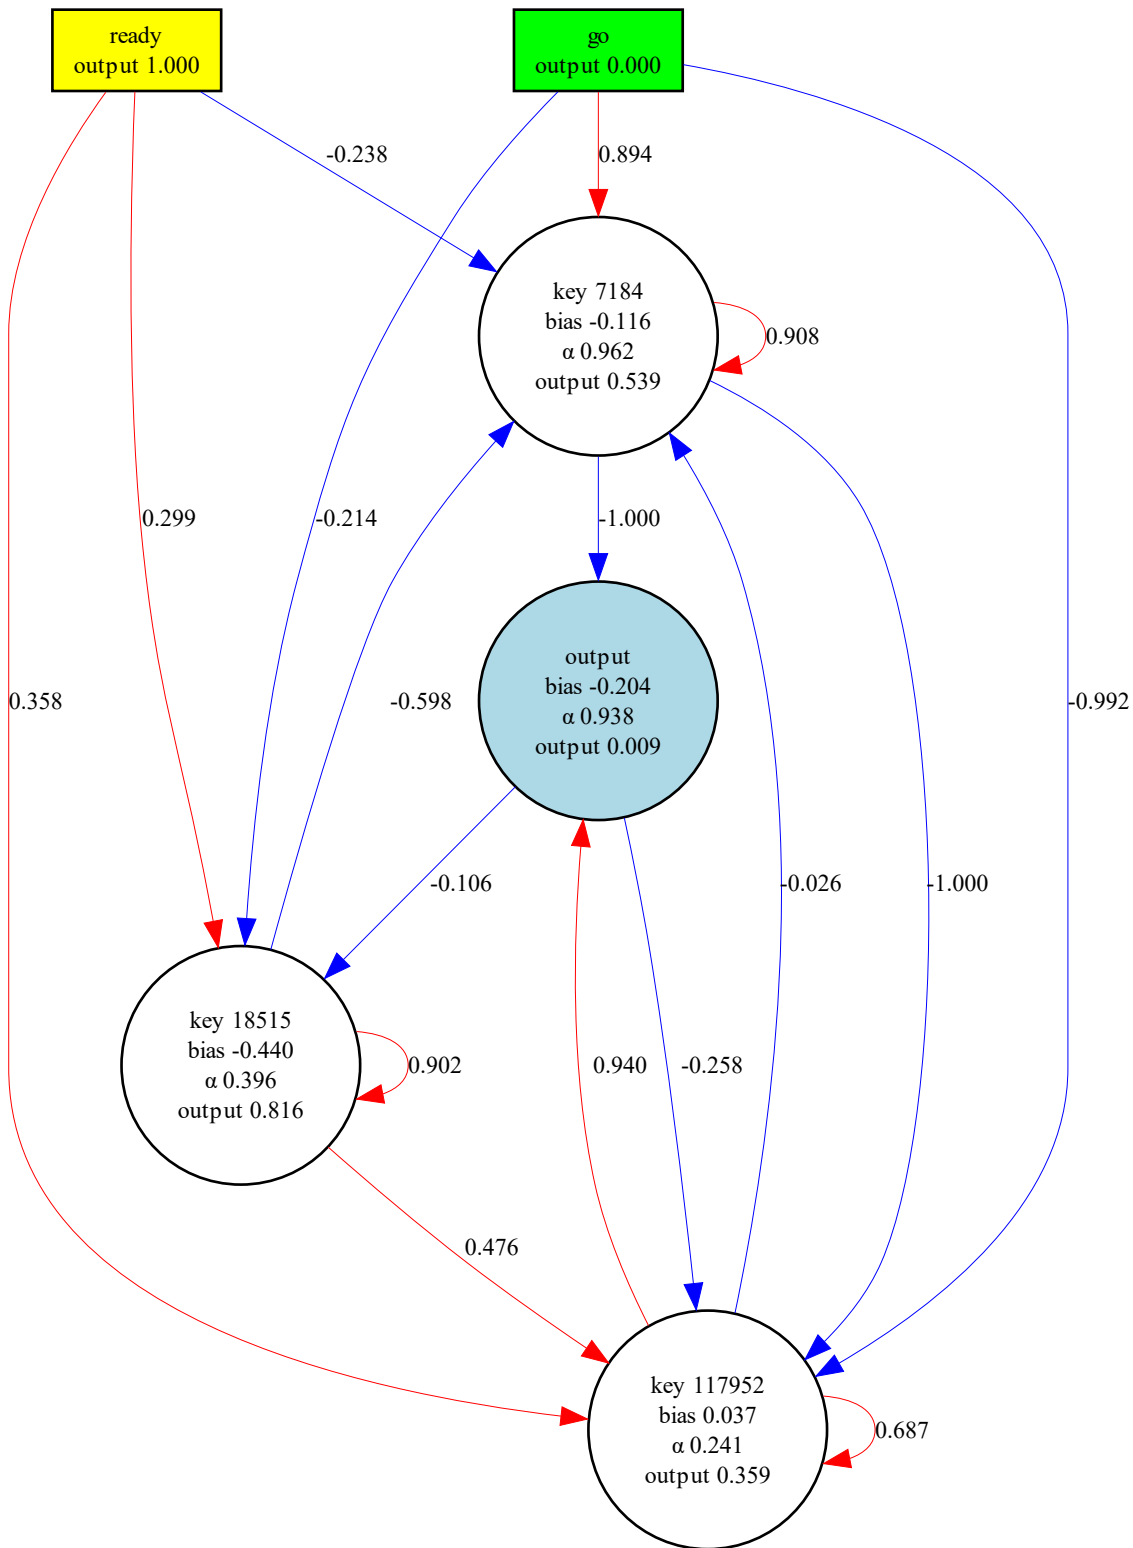 ready
output 1.000
go
output 0.000
-0.238
0.894
key 7184
bias -0.116
α 0.962
output 0.539
0.908
0.299
-0.214
-1.000
output
bias -0.204
α 0.938
output 0.009
0.358
-0.598
-0.992
-0.106
-0.026
-1.000
key 18515
bias -0.440
α 0.396
output 0.816
0.902
0.940
-0.258
0.476
key 117952
bias 0.037
α 0.241
output 0.359
0.687